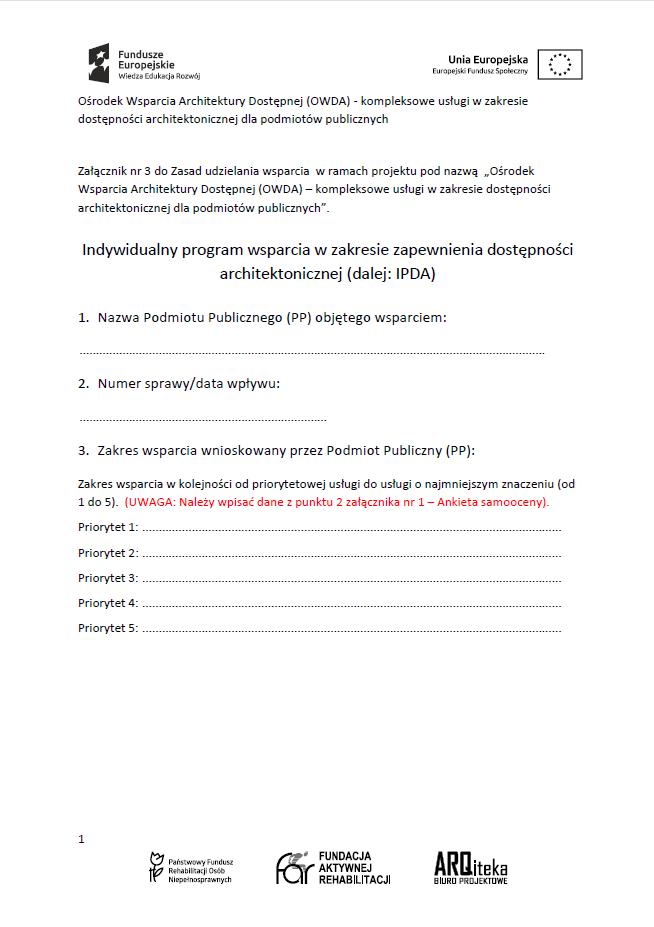 Fundusze
Europejskie
Wiedza Edukacja Rozwój
Unia Europejska
Europejski Fundusz Społeczny
Ośrodek Wsparcia Architektury Dostępnej (OWDA) - kompleksowe usługi w zakresie
dostępności architektonicznej dla podmiotów publicznych
Załącznik nr 3 do Zasad udzielania wsparcia w ramach projektu pod nazwą „Ośrodek
Wsparcia Architektury Dostępnej (OWDA) – kompleksowe usługi w zakresie dostępności
architektonicznej dla podmiotów publicznych”.
Indywidualny program wsparcia w zakresie zapewnienia dostępności
architektonicznej (dalej: IPDA)
1. Nazwa Podmiotu Publicznego (PP) objętego wsparciem:
................................................................................................................................................
2. Numer sprawy/data wpływu:
............................................................................
3. Zakres wsparcia wnioskowany przez Podmiot Publiczny (PP):
Zakres wsparcia w kolejności od priorytetowej usługi do usługi o najmniejszym znaczeniu (od
1 do 5). (UWAGA: Należy wpisać dane z punktu 2 załącznika nr 1 – Ankieta samooceny).
Priorytet 1: ................................................................................................................................
Priorytet 2: ................................................................................................................................
Priorytet 3: ................................................................................................................................
Priorytet 4: ................................................................................................................................
Priorytet 5: ................................................................................................................................
1
Państwowy Fundusz
Rehabilitacji Osób
Niepełnosprawnych
far
FUNDACJA
AKTYWNEJ
REHABILITACJI
ARQiteka
BIURO PROJEKTOWE